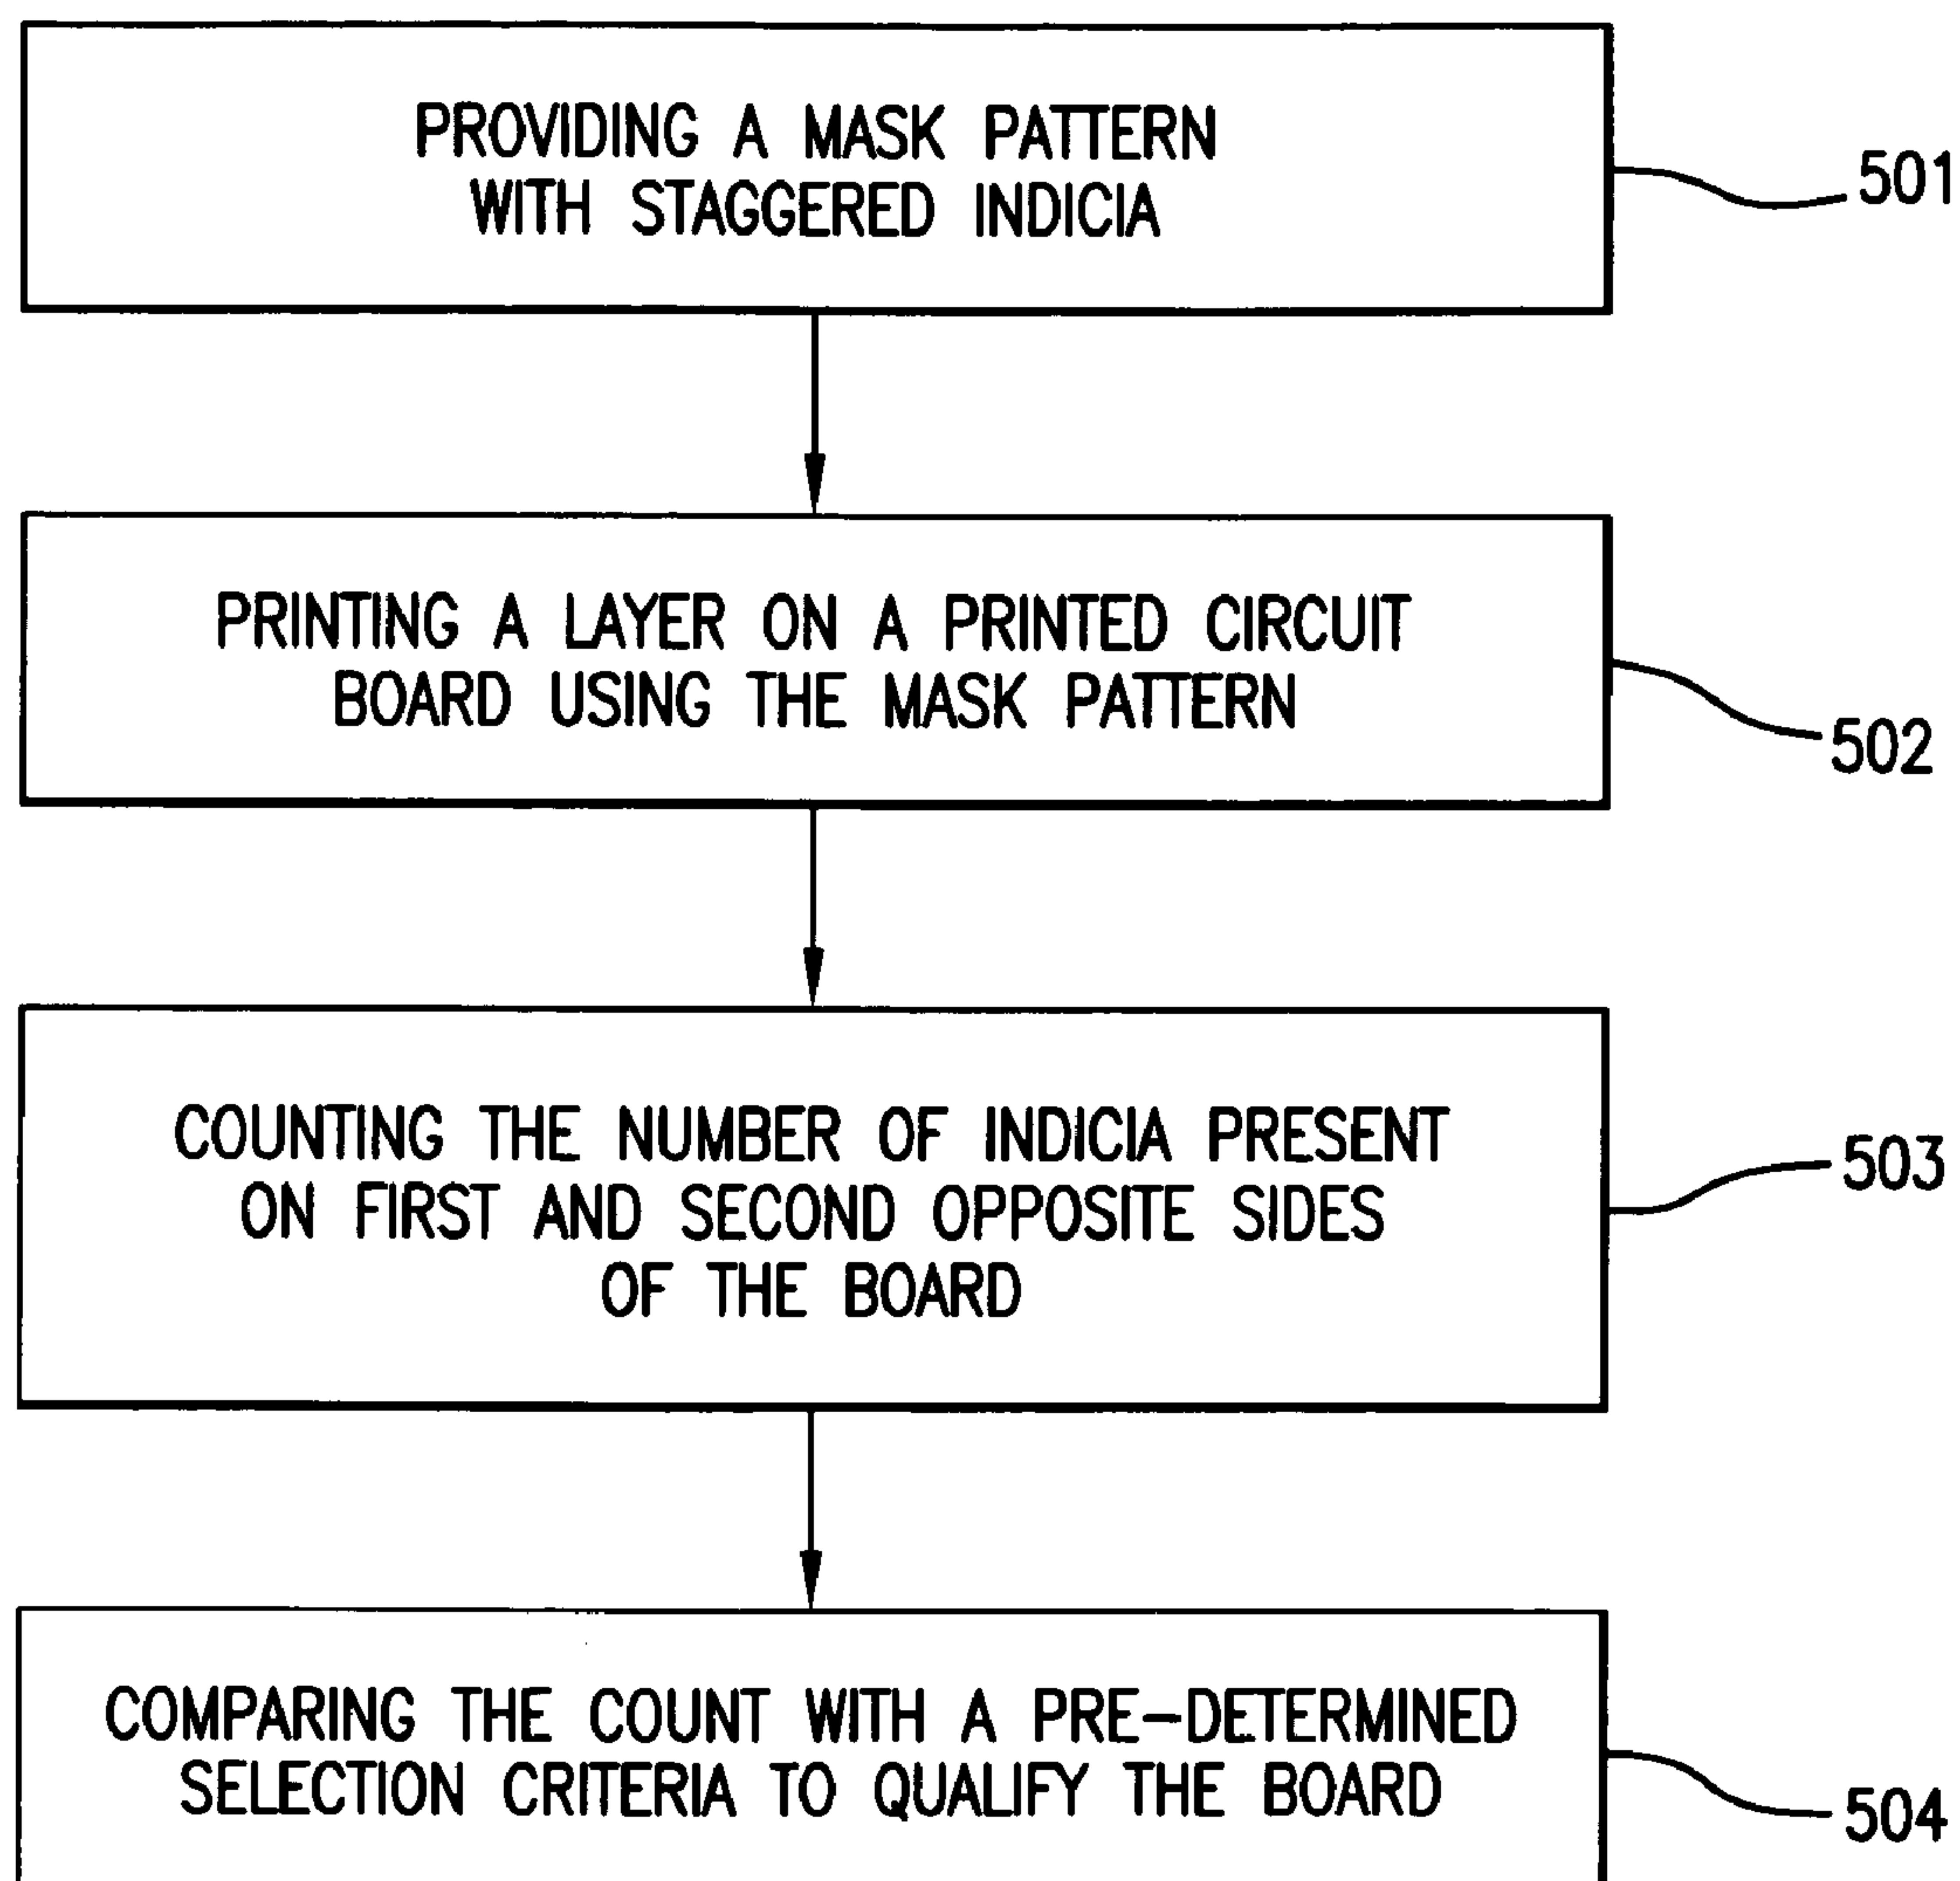 PROVIDING A MASK PATTERN
WITH STAGGERED INDICIA
501
PRINTING A LAYER ON A PRINTED CIRCUIT
BOARD USING THE MASK PATTERN
502
COUNTING THE NUMBER OF INDICIA PRESENT
ON FIRST AND SECOND OPPOSITE SIDES
OF THE BOARD
503
COMPARING THE COUNT WITH A PRE-DETERMINED
SELECTION CRITERIA TO QUALIFY THE BOARD
504